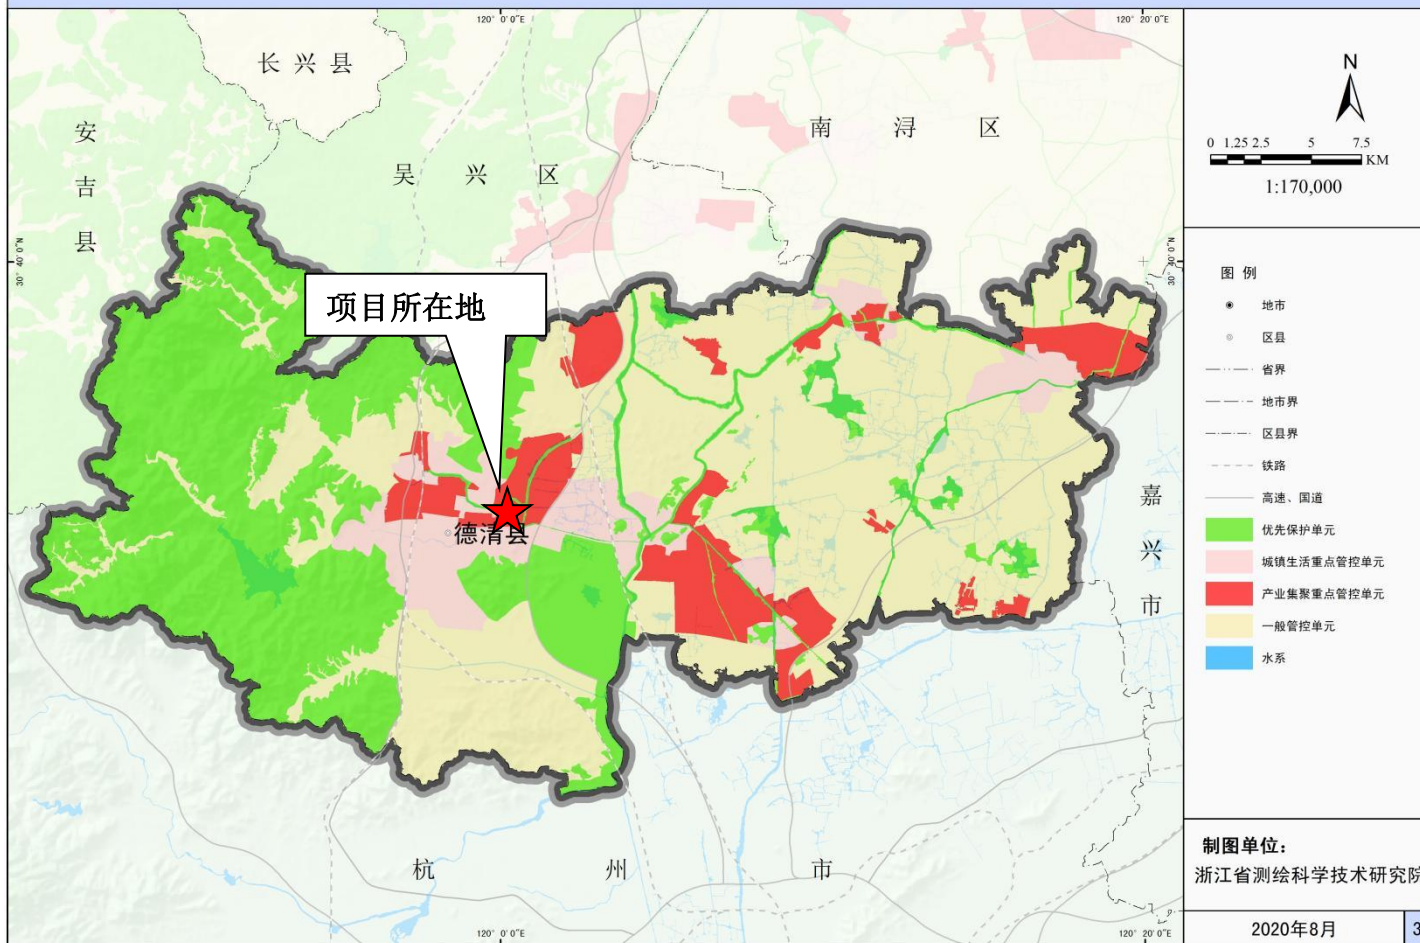 120° 0′0″E
120° 20′0″E
长兴县
安吉县
吴兴区
南浔区
30° 40′0″N
30° 40′0″N
项目所在地
德清县
嘉兴市
杭州市
120° 0′0″E
120° 20′0″E
N
0 1.25 2.5 5 7.5
KM
1:170,000
图 例
地市
区县
省界
地市界
区县界
铁路
高速、国道
优先保护单元
城镇生活重点管控单元
产业集聚重点管控单元
一般管控单元
水系
制图单位：
浙江省测绘科学技术研究院
2020年8月
3